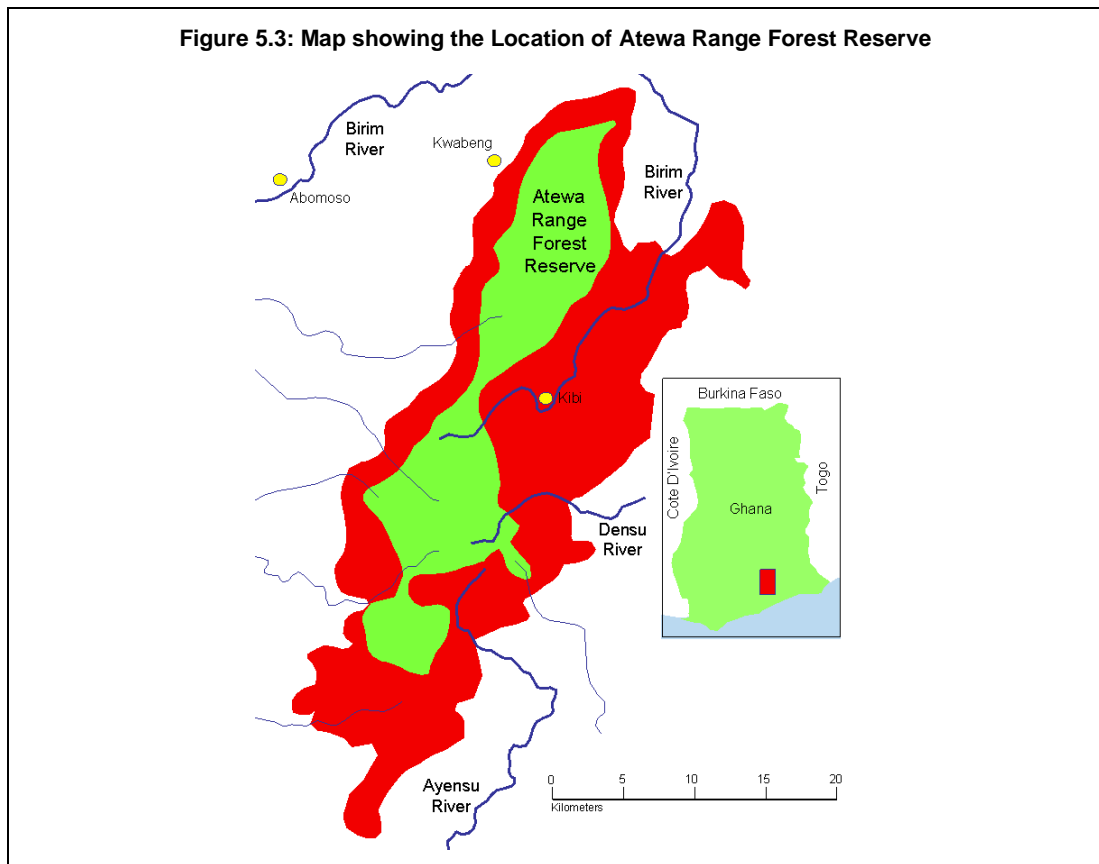 Figure 5.3: Map showing the Location of Atewa Range Forest Reserve
Birim
River
Kwabeng
Abomoso
Birim
River
Atewa
Range
Forest
Reserve
Kibi
Burkina Faso
Cote D'Ivoire
Togo
Ghana
Densu
River
Ayensu
River
0 5 10 15 20
Kilometers